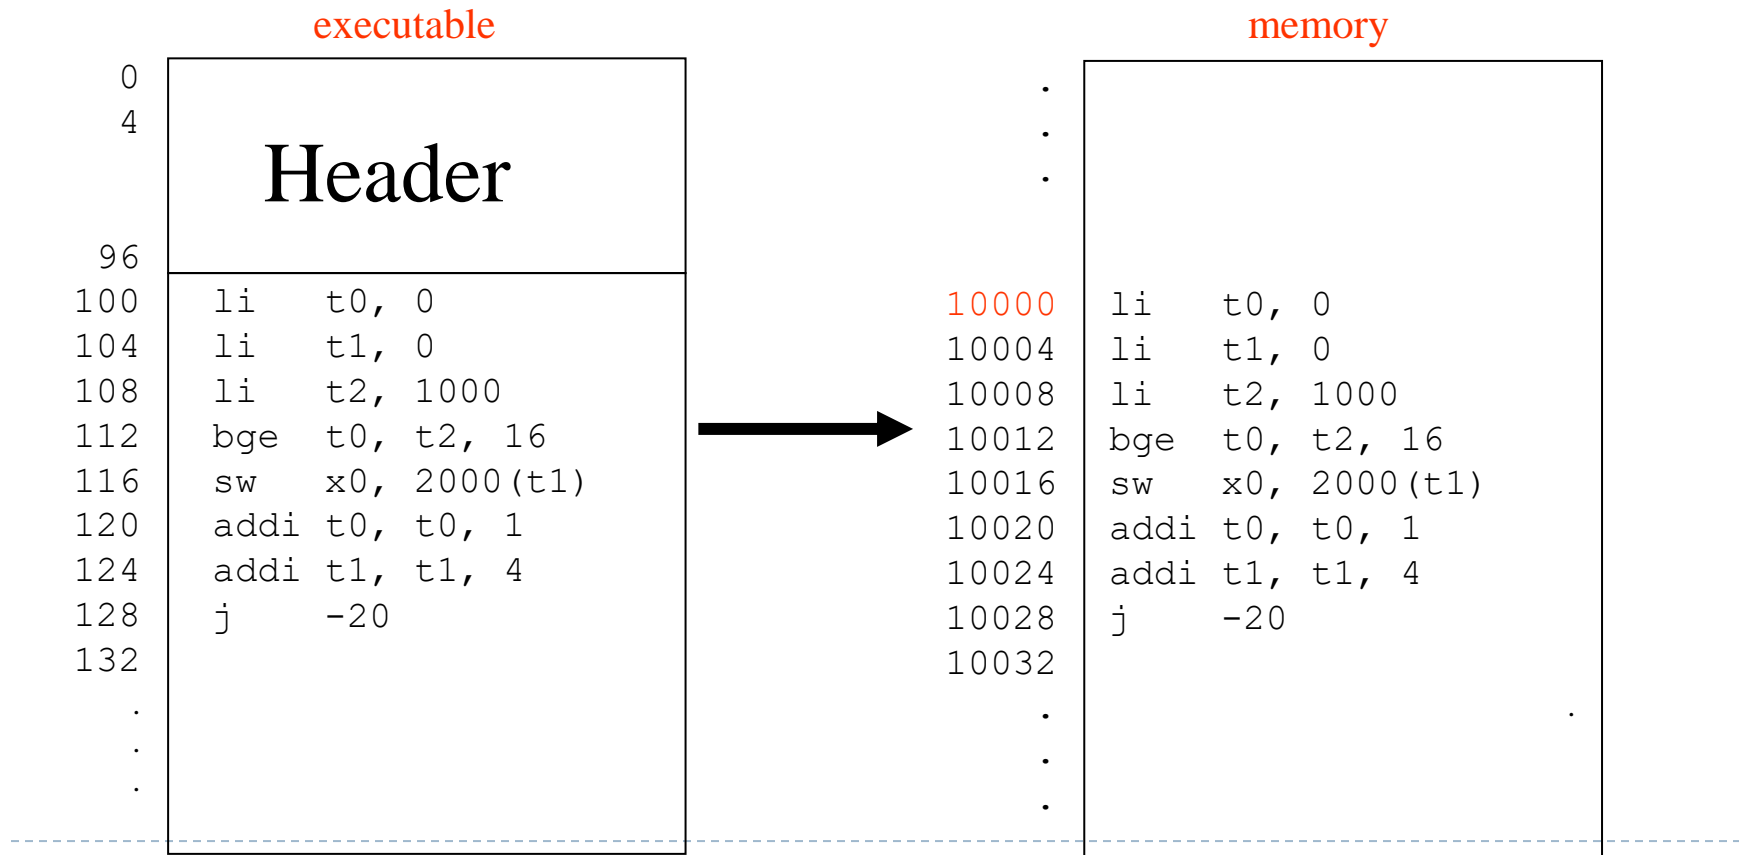 executable
0
4
Header
96
100 li t0, 0
104 li t1, 0
108 li t2, 1000
112 bge t0, t2, 16
116 sw x0, 2000(t1)
120 addi t0, t0, 1
124 addi t1, t1, 4
128 j -20
132
.
.
.
memory
.
.
.
10000 li t0, 0
10004 li t1, 0
10008 li t2, 1000
10012 bge t0, t2, 16
10016 sw x0, 2000(t1)
10020 addi t0, t0, 1
10024 addi t1, t1, 4
10028 j -20
10032
. .
.
.